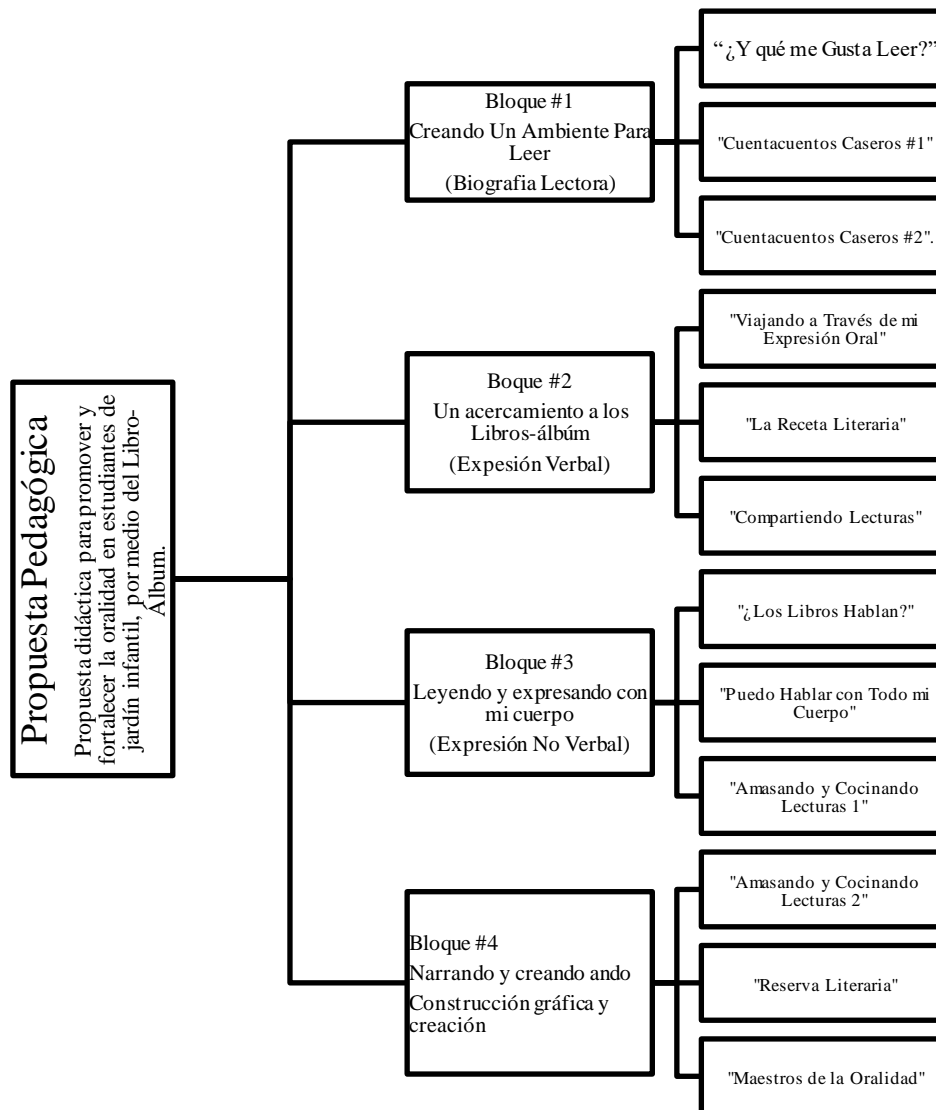 Propuesta Pedagógica
Propuesta didáctica para promover y
fortalecer la oralidad en estudiantes de
jardín infantil, por medio del Libro-
Álbum.
Bloque #1
Creando Un Ambiente Para
Leer
(Biografia Lectora)
“¿Y qué me Gusta Leer?”
"Cuentacuentos Caseros #1"
"Cuentacuentos Caseros #2".
Boque #2
Un acercamiento a los
Libros-álbúm
(Expesión Verbal)
"Viajando a Través de mi
Expresión Oral"
"La Receta Literaria"
"Compartiendo Lecturas"
Bloque #3
Leyendo y expresando con
mi cuerpo
(Expresión No Verbal)
"¿Los Libros Hablan?"
"Puedo Hablar con Todo mi
Cuerpo"
"Amasando y Cocinando
Lecturas 1"
Bloque #4
Narrando y creando ando
Construcción gráfica y
creación
"Amasando y Cocinando
Lecturas 2"
"Reserva Literaria"
"Maestros de la Oralidad"